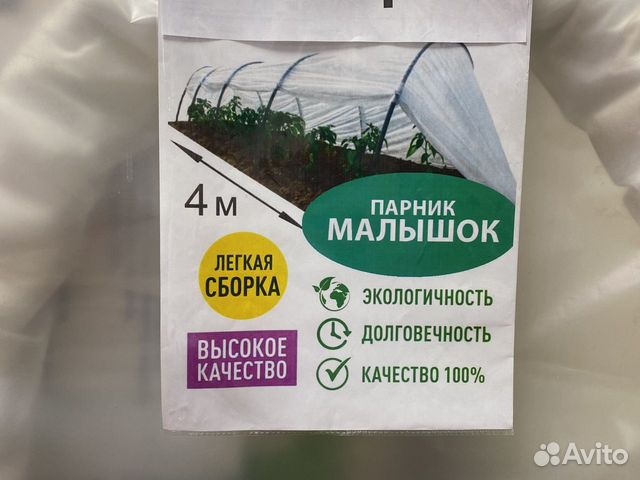 4 м
ПАРНИК
МАЛЫШОК
ЛЕГКАЯ
СБОРКА
ЭКОЛОГИЧНОСТЬ
ДОЛГОВЕЧНОСТЬ
ВЫСОКОЕ
КАЧЕСТВО
КАЧЕСТВО 100%
Avito